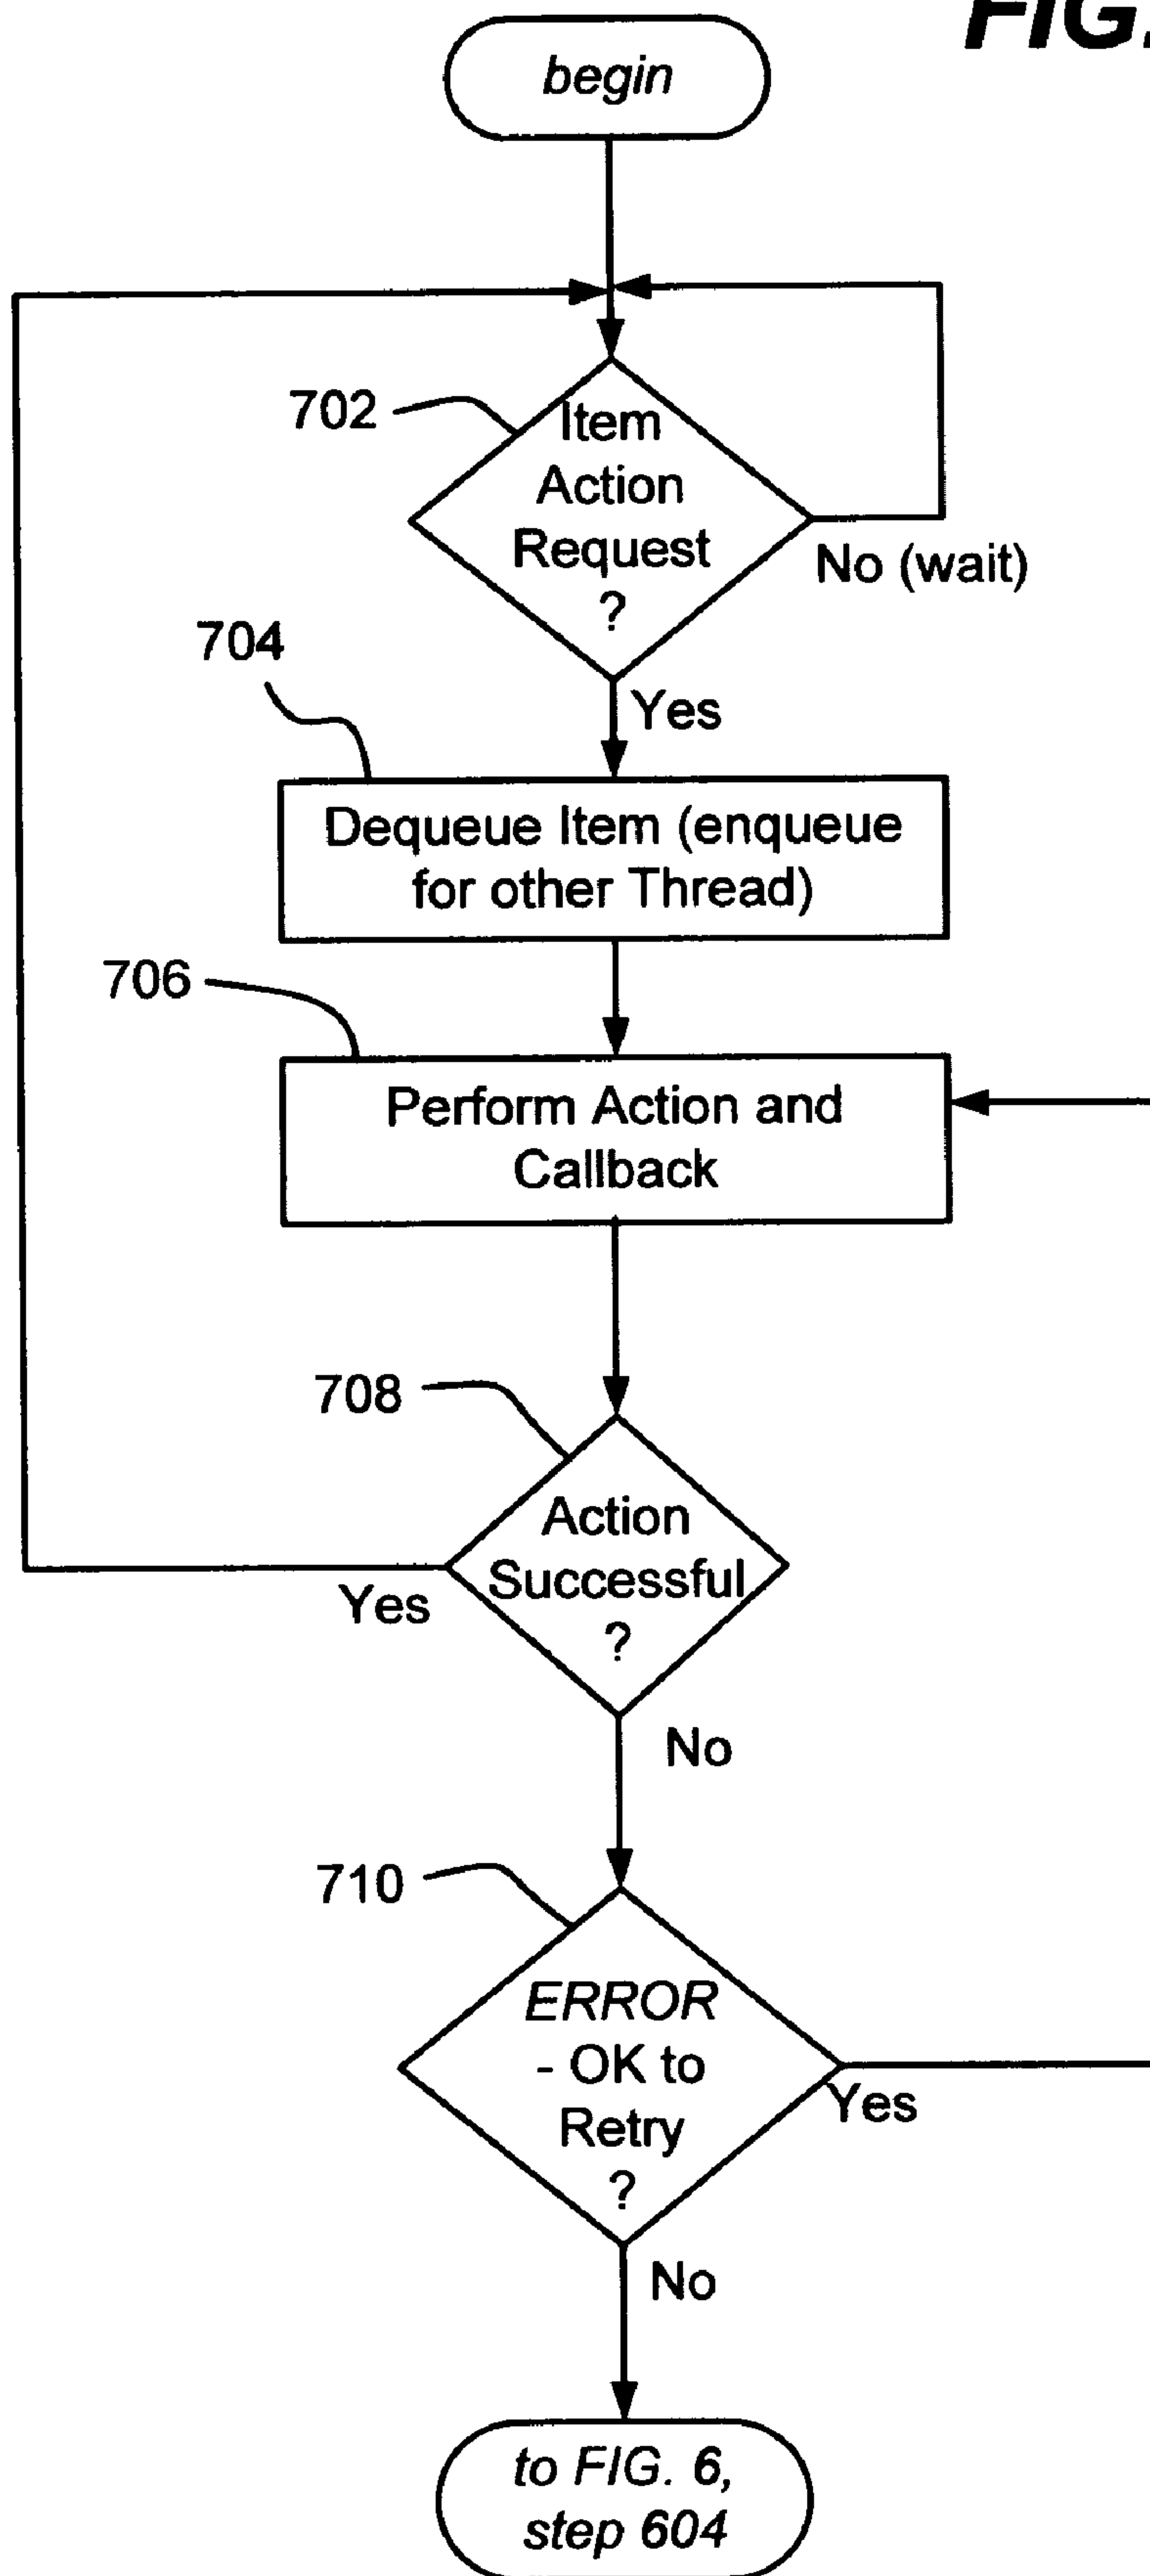 FIG.
begin
702
Item
Action
Request
?
No (wait)
704
Yes
Dequeue Item (enqueue
for other Thread)
706
Perform Action and
Callback
708
Action
Successful
?
Yes
No
710
ERROR
- OK to
Retry
?
Yes
No
to FIG. 6,
step 604